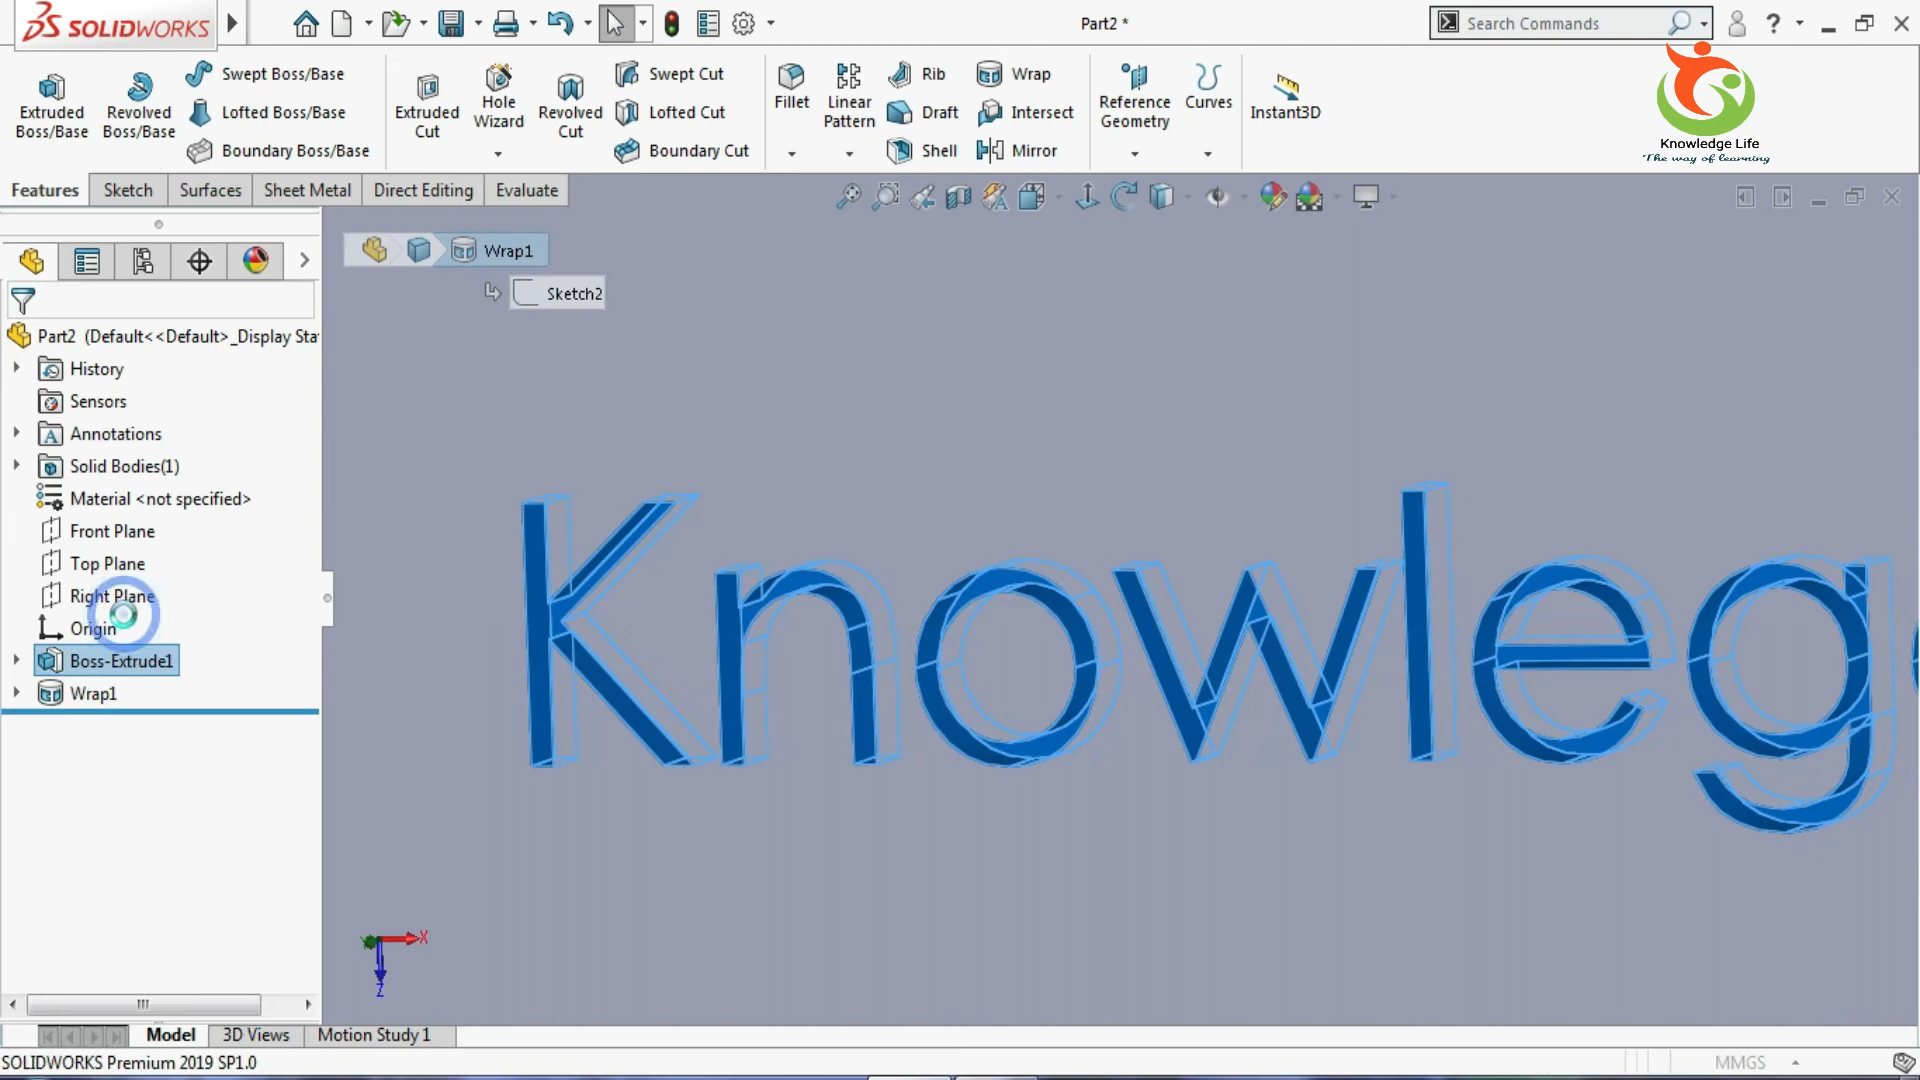 SOLIDWORKS
Part2 *
Search Commands
?
Extruded Boss/Base
Revolved Boss/Base
Swept Boss/Base
Lofted Boss/Base
Boundary Boss/Base
Extruded Cut
Hole Wizard
Revolved Cut
Swept Cut
Lofted Cut
Boundary Cut
Fillet
Linear Pattern
Rib
Draft
Shell
Wrap
Intersect
Mirror
Reference Geometry
Curves
Instant3D
Knowledge Life
The way of learning
Features
Sketch
Surfaces
Sheet Metal
Direct Editing
Evaluate
Wrap1
Sketch2
Part2 (Default<<Default>_Display Sta
History
Sensors
Annotations
Solid Bodies(1)
Material <not specified>
Front Plane
Top Plane
Right Plane
Origin
Boss-Extrude1
Wrap1
Knowleg
X
Z
Model
3D Views
Motion Study 1
SOLIDWORKS Premium 2019 SP1.0
MMGS